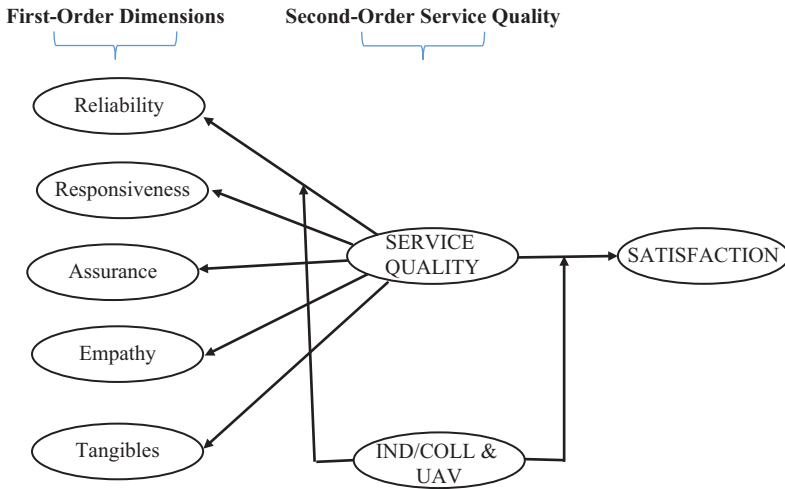 First-Order Dimensions
Second-Order Service Quality
Reliability
Responsiveness
Assurance
Empathy
Tangibles
SERVICE
QUALITY
SATISFACTION
IND/COLL &
UAV